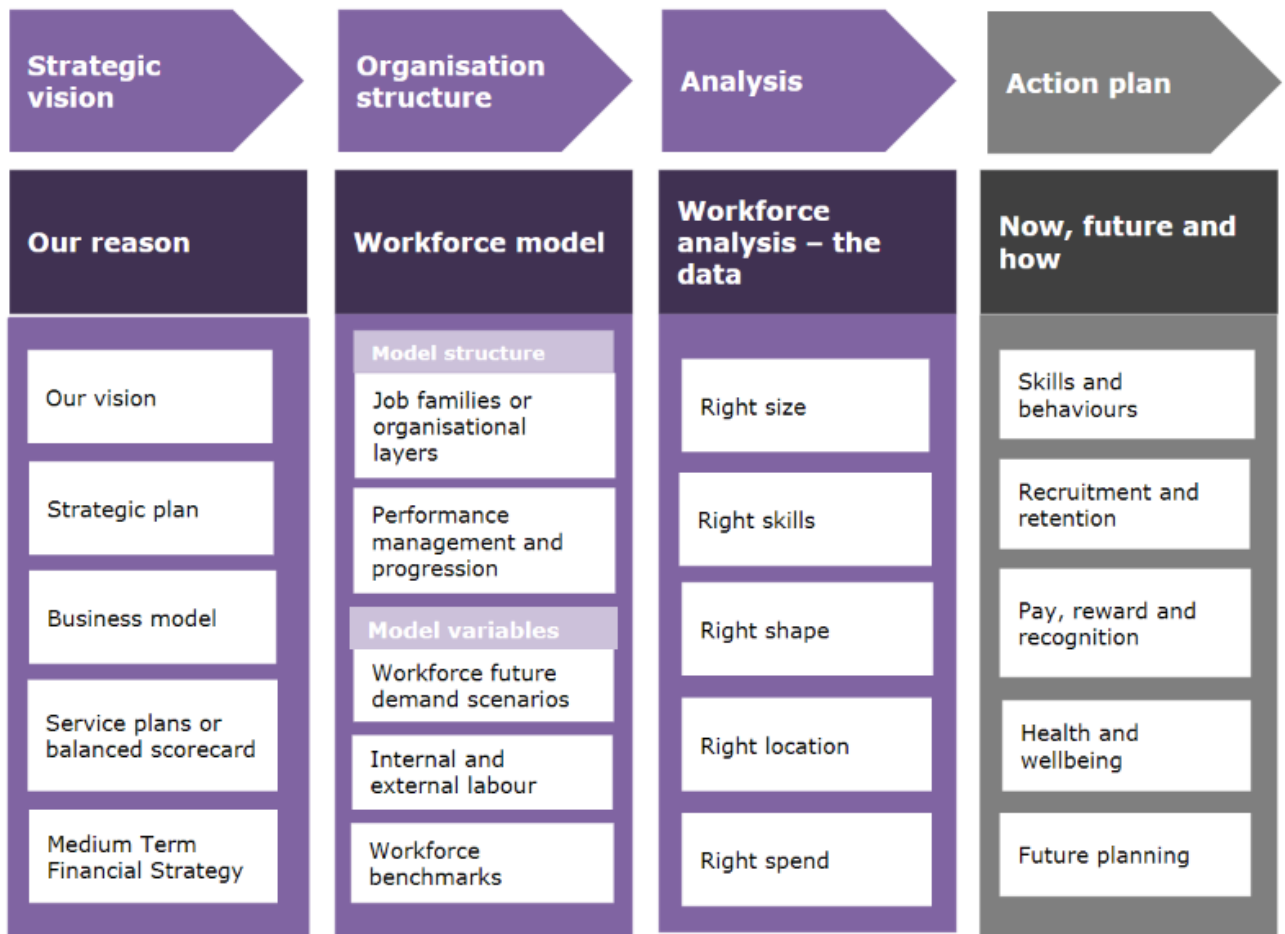 Strategic
vision
Organisation
structure
Analysis
Action plan
Our reason
Workforce model
Workforce
analysis – the
data
Now, future and
how
Our vision
Strategic plan
Business model
Service plans or
balanced scorecard
Medium Term
Financial Strategy
Model structure
Job families or
organisational
layers
Performance
management and
progression
Model variables
Workforce future
demand scenarios
Internal and
external labour
Workforce
benchmarks
Right size
Right skills
Right shape
Right location
Right spend
Skills and
behaviours
Recruitment and
retention
Pay, reward and
recognition
Health and
wellbeing
Future planning